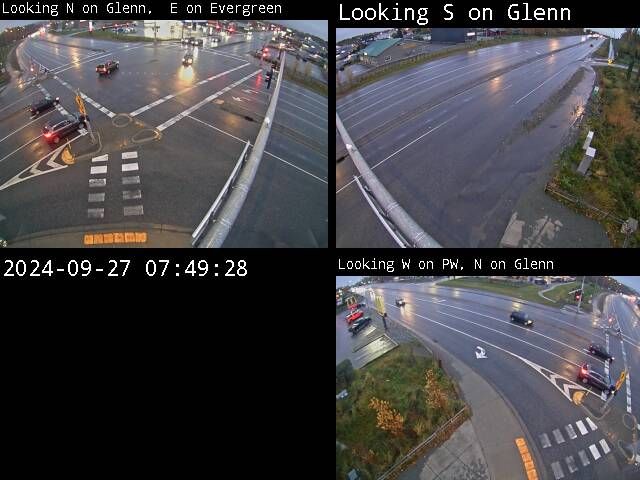 Looking N on Glenn, E on Evergreen
Looking S on Glenn
2024-09-27 07:49:28
Looking W on PW, N on Glenn